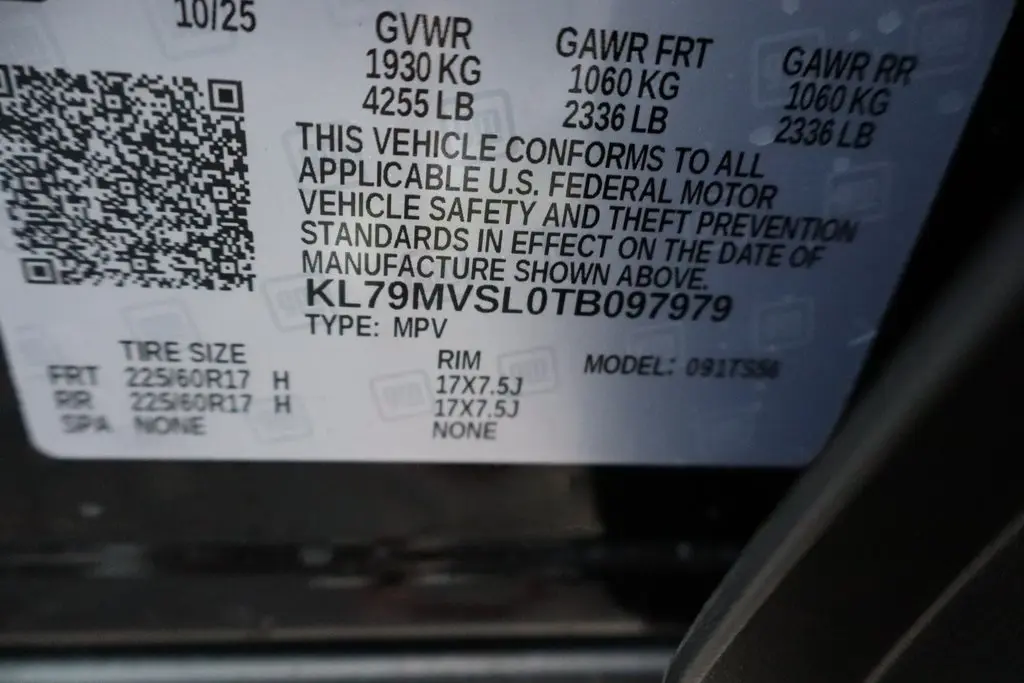 10/25
GVWR GAWR FRT GAWR RR
1930 KG 1060 KG 1060 KG
4255 LB 2336 LB 2336 LB
THIS VEHICLE CONFORMS TO ALL
APPLICABLE U.S. FEDERAL MOTOR
VEHICLE SAFETY AND THEFT PREVENTION
STANDARDS IN EFFECT ON THE DATE OF
MANUFACTURE SHOWN ABOVE.
KL79MVSL0TB097979
TYPE: MPV
TIRE SIZE RIM MODEL:
FRT 225/60R17 H 17X7.5J
RR 225/60R17 H 17X7.5J
SPA NONE NONE